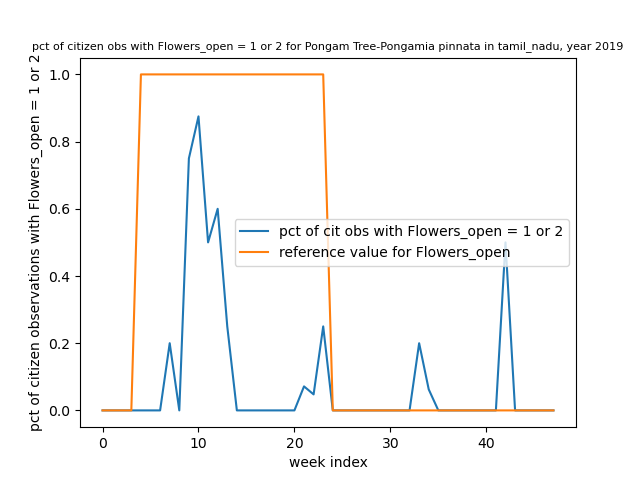 pct of citizen obs with Flowers_open = 1 or 2 for Pongam Tree-Pongamia pinnata in tamil_nadu, year 2019
pct of citizen observations with Flowers_open = 1 or 2
1.0
0.8
0.6
0.4
0.2
0.0
pct of cit obs with Flowers_open = 1 or 2
reference value for Flowers_open
0
10
20
30
40
week index